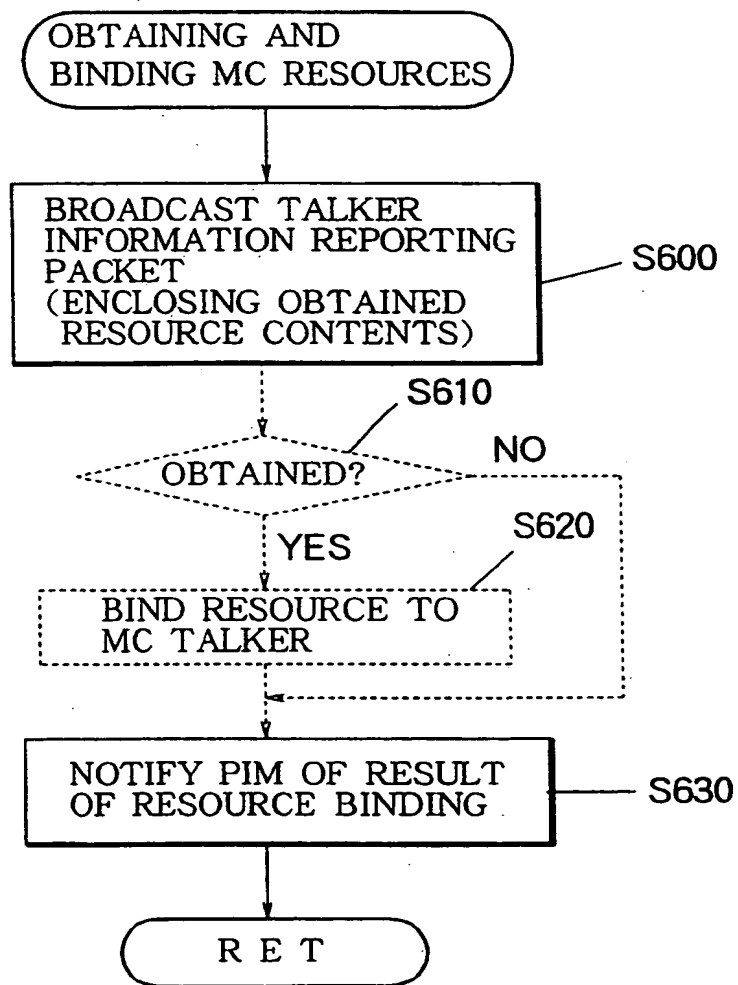 OBTAINING AND
BINDING MC RESOURCES
BROADCAST TALKER
INFORMATION REPORTING
PACKET
(ENCLOSING OBTAINED
RESOURCE CONTENTS)
S600
S610
OBTAINED?
NO
YES
S620
BIND RESOURCE TO
MC TALKER
NOTIFY PIM OF RESULT
OF RESOURCE BINDING
S630
R E T